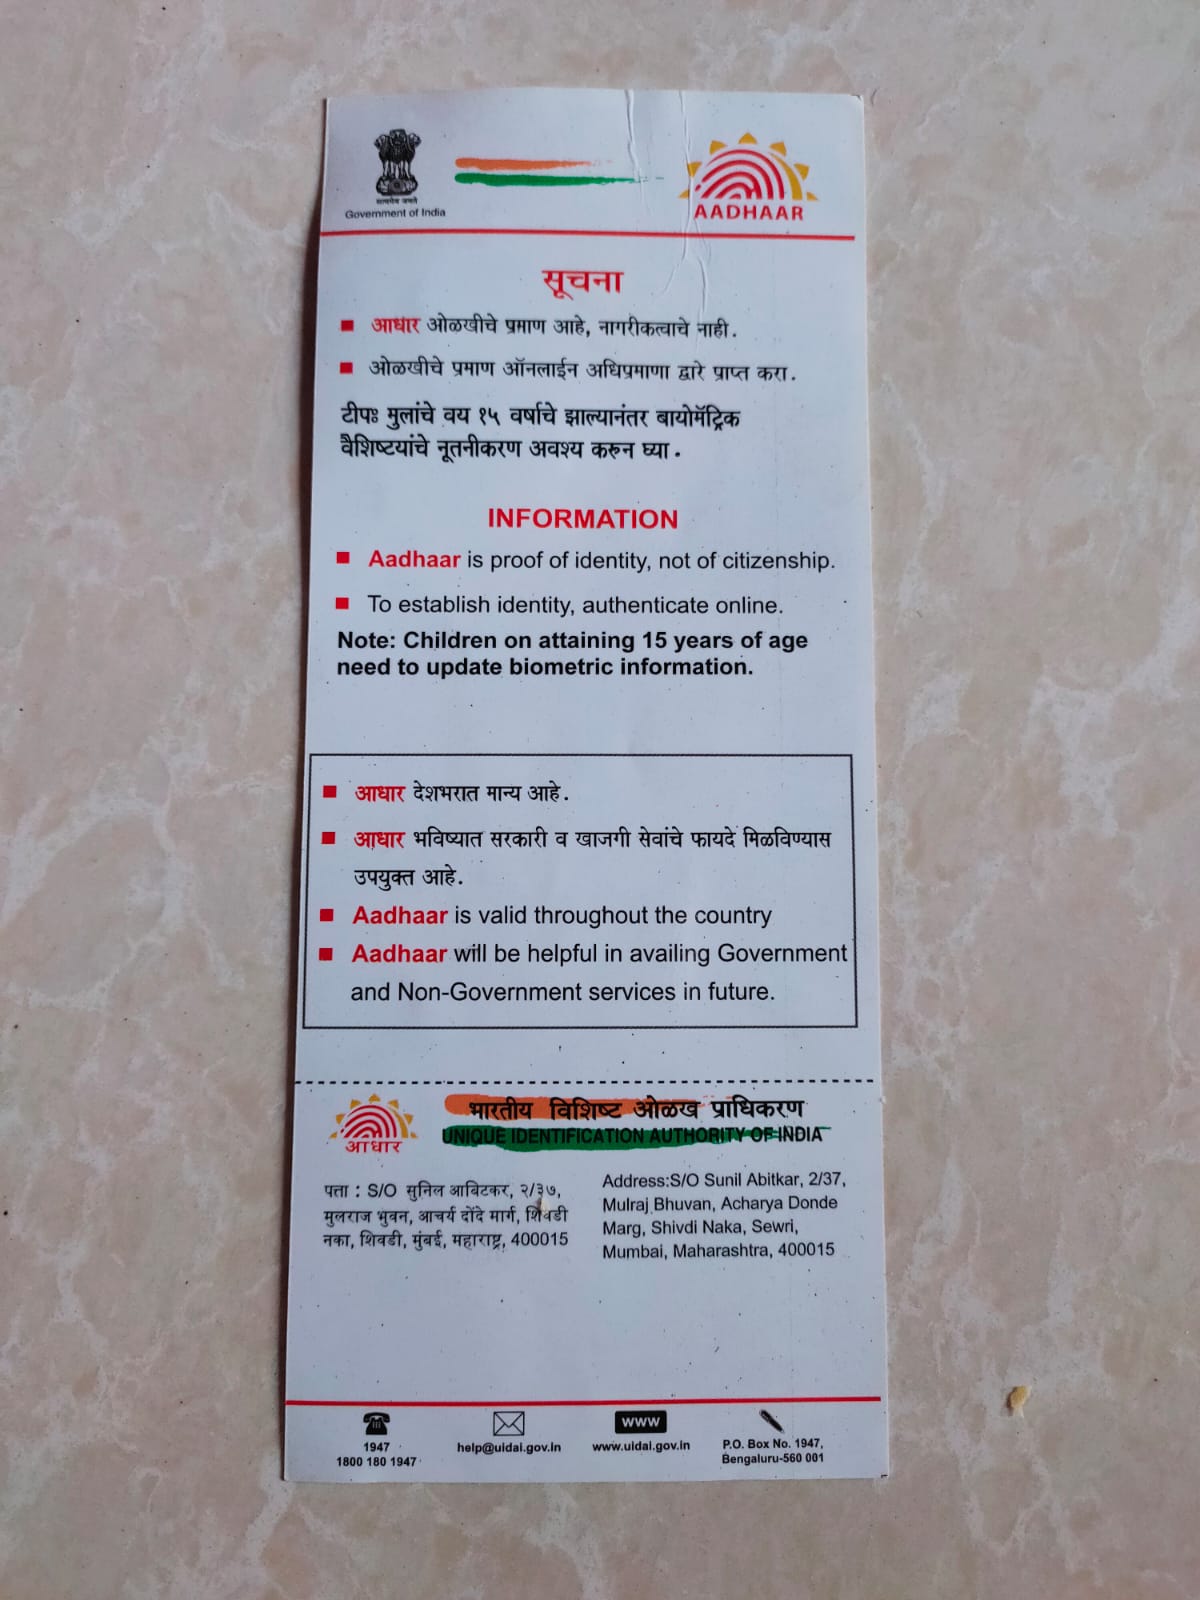 सत्यमेव जयते
Government of India
AADHAAR
सूचना
आधार ओळखीचे प्रमाण आहे, नागरीकत्वाचे नाही.
ओळखीचे प्रमाण ऑनलाईन अधिप्रमाणा द्वारे प्राप्त करा.
टीपः मुलांचे वय १५ वर्षाचे झाल्यानंतर बायोमॅट्रिक
वैशिष्टयांचे नूतनीकरण अवश्य करुन घ्या.
INFORMATION
Aadhaar is proof of identity, not of citizenship.
To establish identity, authenticate online.
Note: Children on attaining 15 years of age
need to update biometric information.
आधार देशभरात मान्य आहे.
आधार भविष्यात सरकारी व खाजगी सेवांचे फायदे मिळविण्यास
उपयुक्त आहे.
Aadhaar is valid throughout the country
Aadhaar will be helpful in availing Government
and Non-Government services in future.
आधार
भारतीय विशिष्ट ओळख प्राधिकरण
UNIQUE IDENTIFICATION AUTHORITY OF INDIA
पत्ता : S/O सुनिल आबिटकर, २/३७,
मुलराज भुवन, आचर्य दोंदे मार्ग, शिवडी
नका, शिवडी, मुंबई, महाराष्ट्र, 400015
Address:S/O Sunil Abitkar, 2/37,
Mulraj Bhuvan, Acharya Donde
Marg, Shivdi Naka, Sewri,
Mumbai, Maharashtra, 400015
1947
1800 180 1947
help@uidai.gov.in
www
www.uidai.gov.in
P.O. Box No. 1947,
Bengaluru-560 001